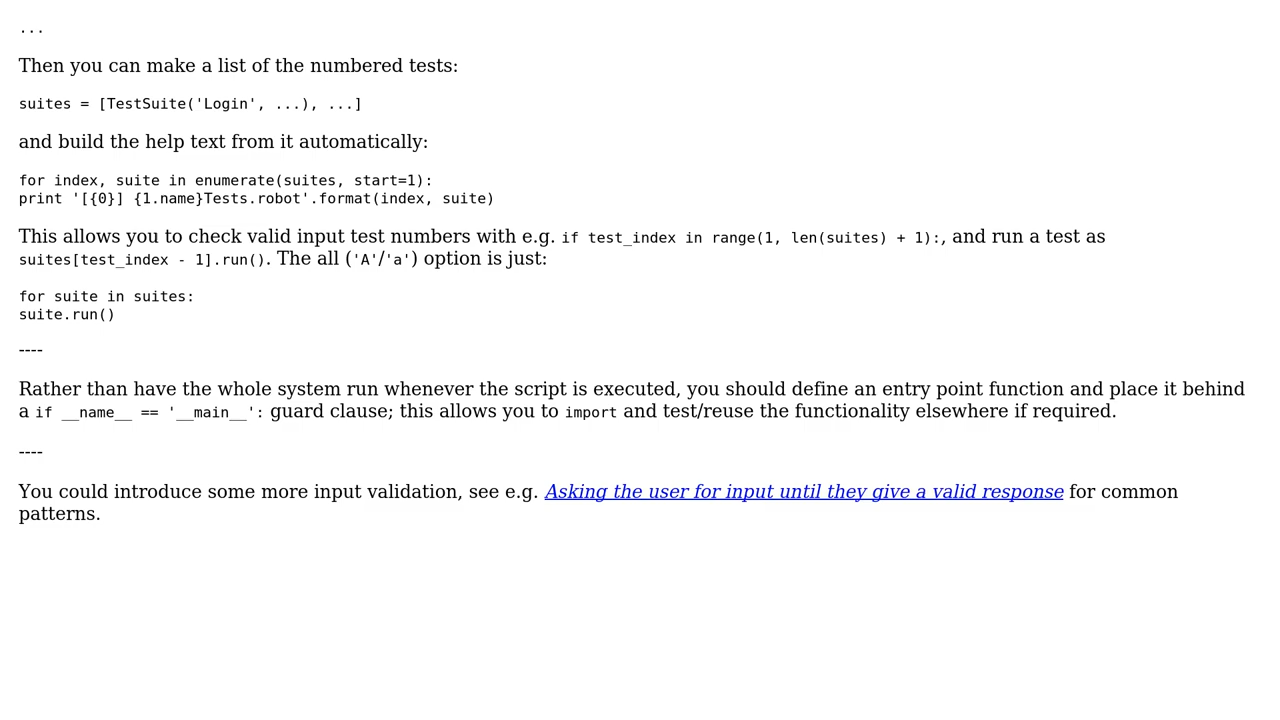 ...
Then you can make a list of the numbered tests:
suites = [TestSuite('Login', ...), ...]
and build the help text from it automatically:
for index, suite in enumerate(suites, start=1):
print '[{0}] {1.name}Tests.robot'.format(index, suite)
This allows you to check valid input test numbers with e.g. if test_index in range(1, len(suites) + 1):, and run a test as
suites[test_index - 1].run(). The all ('A'/'a') option is just:
for suite in suites:
suite.run()
----
Rather than have the whole system run whenever the script is executed, you should define an entry point function and place it behind
a if __name__ == '__main__': guard clause; this allows you to import and test/reuse the functionality elsewhere if required.
----
You could introduce some more input validation, see e.g. Asking the user for input until they give a valid response for common
patterns.